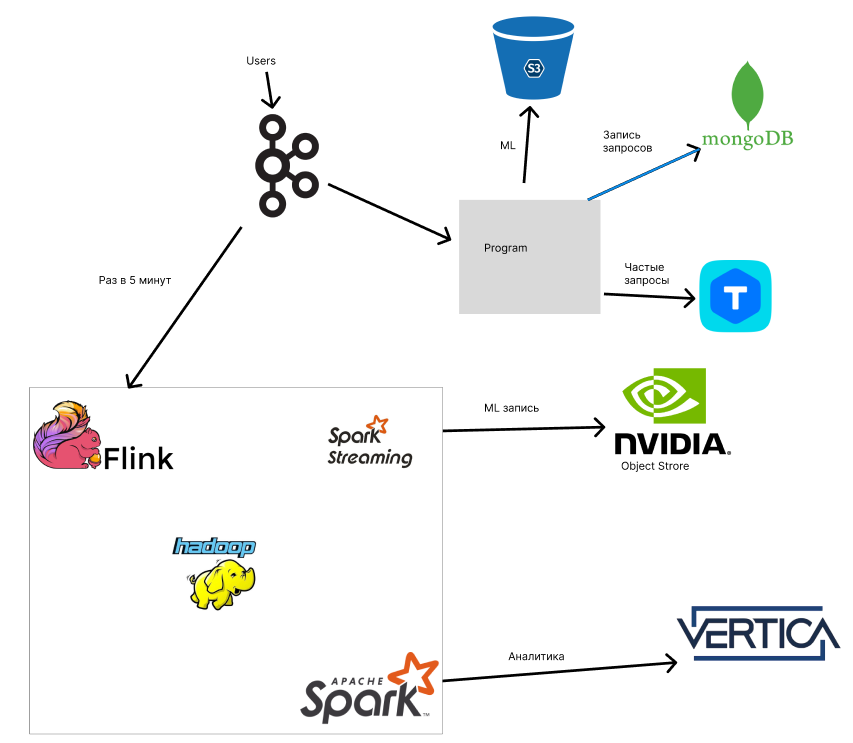 Users
S3
ML
Запись
запросов
mongoDB
Program
Частые
запросы
T
Раз в 5 минут
Flink
Spark
Streaming
ML запись
NVIDIA
Object Strore
hadoop
APACHE
Spark™
Аналитика
VERTICA